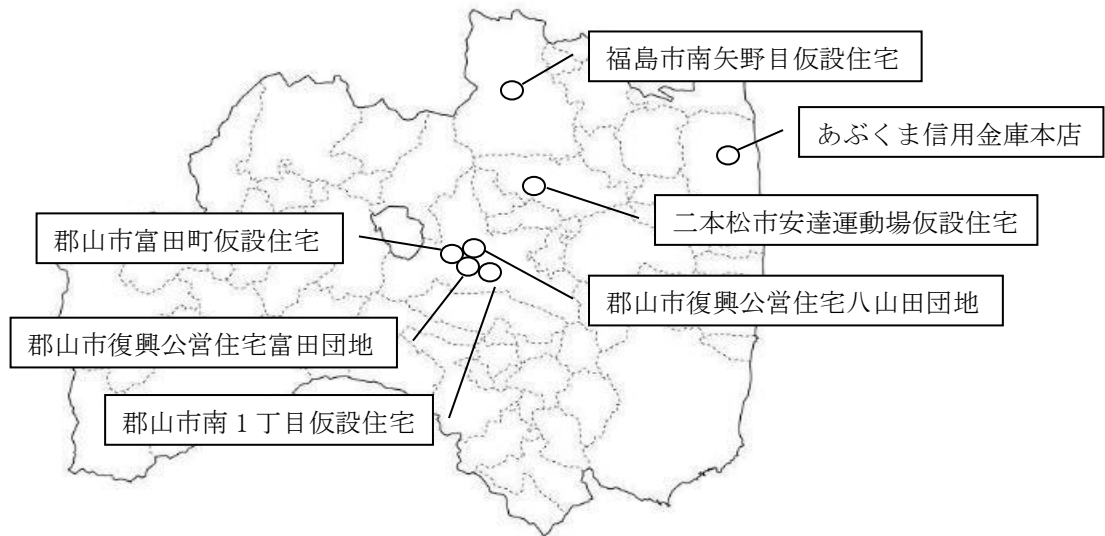 福島市南矢野目仮設住宅
あぶくま信用金庫本店
二本松市安達運動場仮設住宅
郡山市富田町仮設住宅
郡山市復興公営住宅八山田団地
郡山市復興公営住宅富田団地
郡山市南１丁目仮設住宅